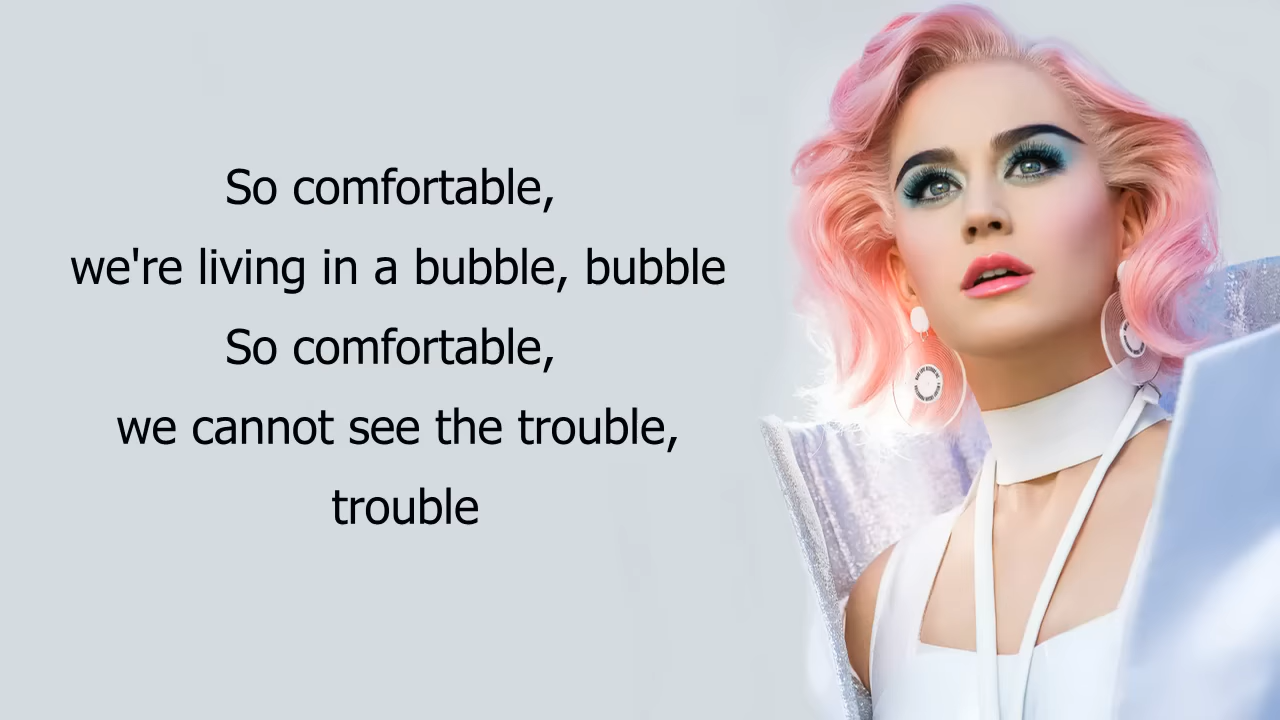 So comfortable,
we're living in a bubble, bubble
So comfortable,
we cannot see the trouble,
trouble